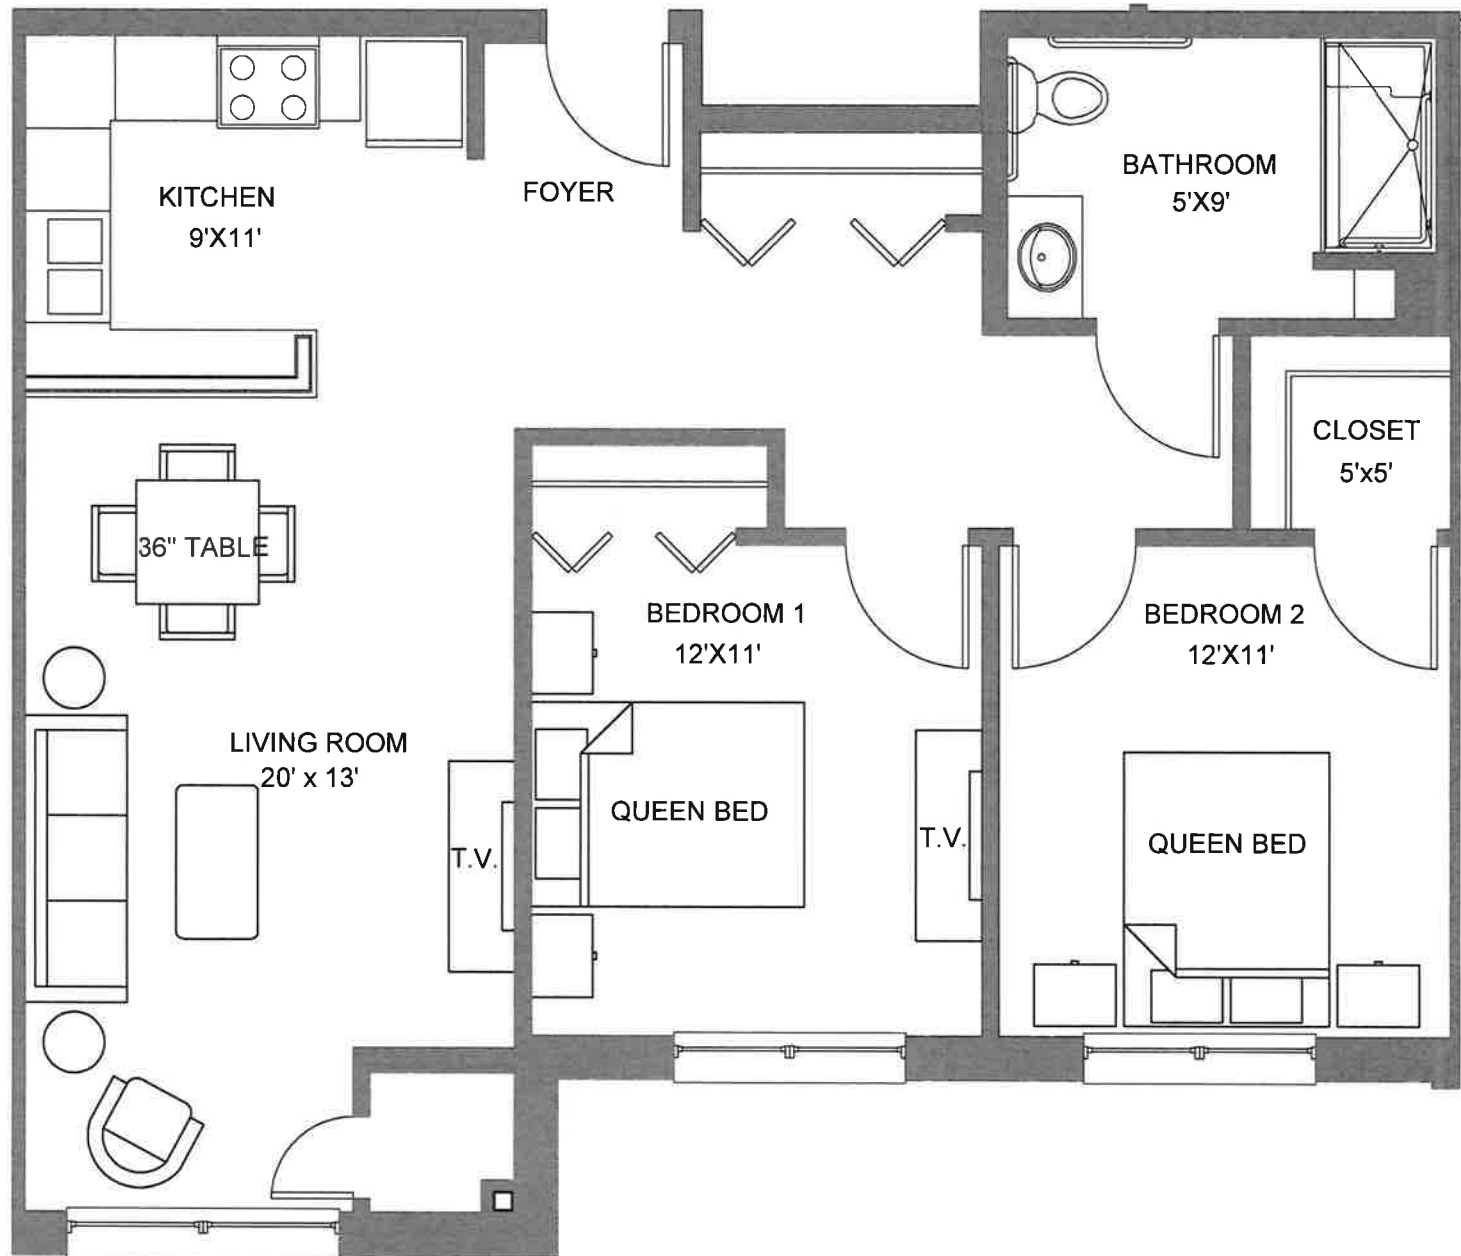 KITCHEN
9'X11'
FOYER
BATHROOM
5'X9'
CLOSET
5'x5'
36" TABLE
BEDROOM 1
12'X11'
BEDROOM 2
12'X11'
LIVING ROOM
20' x 13'
QUEEN BED
T.V.
T.V.
QUEEN BED